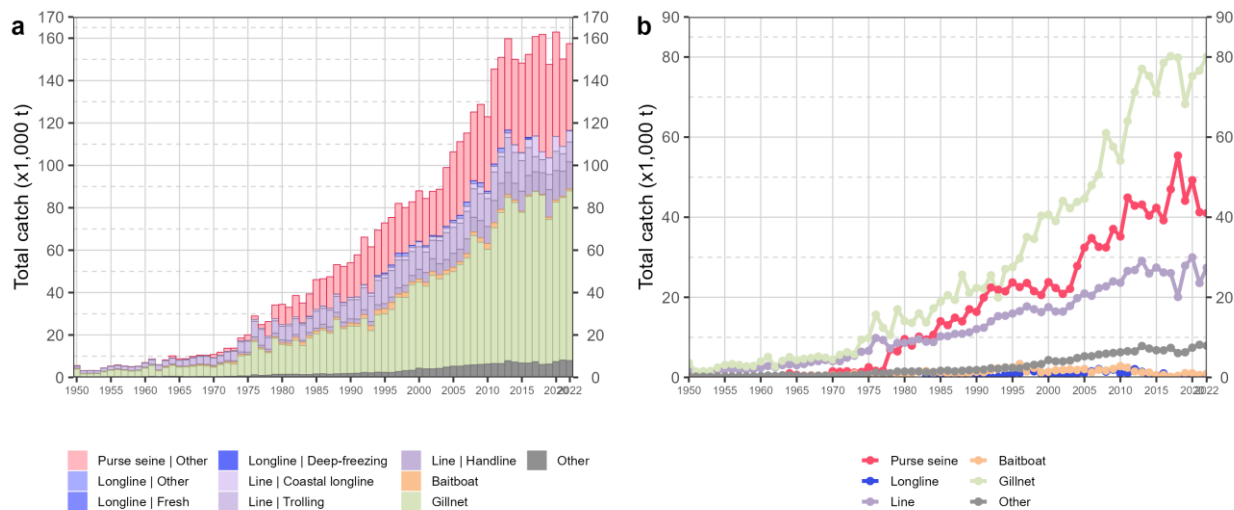 a
b
Total catch (x1,000 t)
170
160
140
120
100
80
60
40
20
0
170
160
140
120
100
80
60
40
20
0
1950 1955 1960 1965 1970 1975 1980 1985 1990 1995 2000 2005 2010 2015 2020 2022
Total catch (x1,000 t)
90
80
60
40
20
0
90
80
60
40
20
0
1950 1955 1960 1965 1970 1975 1980 1985 1990 1995 2000 2005 2010 2015 2020 2022
Purse seine | Other
Longline | Other
Longline | Fresh
Longline | Deep-freezing
Line | Coastal longline
Line | Trolling
Line | Handline
Baitboat
Gillnet
Other
Purse seine
Longline
Line
Baitboat
Gillnet
Other